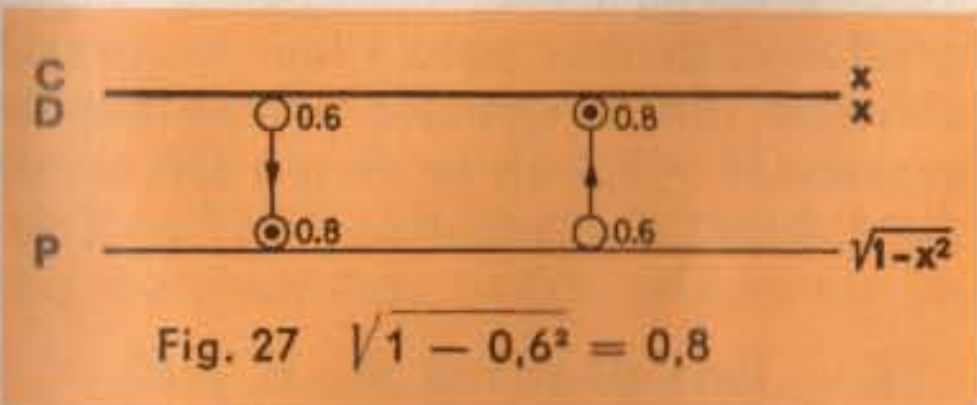 C x
D 0.6 0.8 x
P 0.8 0.6 √1-x²
Fig. 27 √1 — 0,6² = 0,8